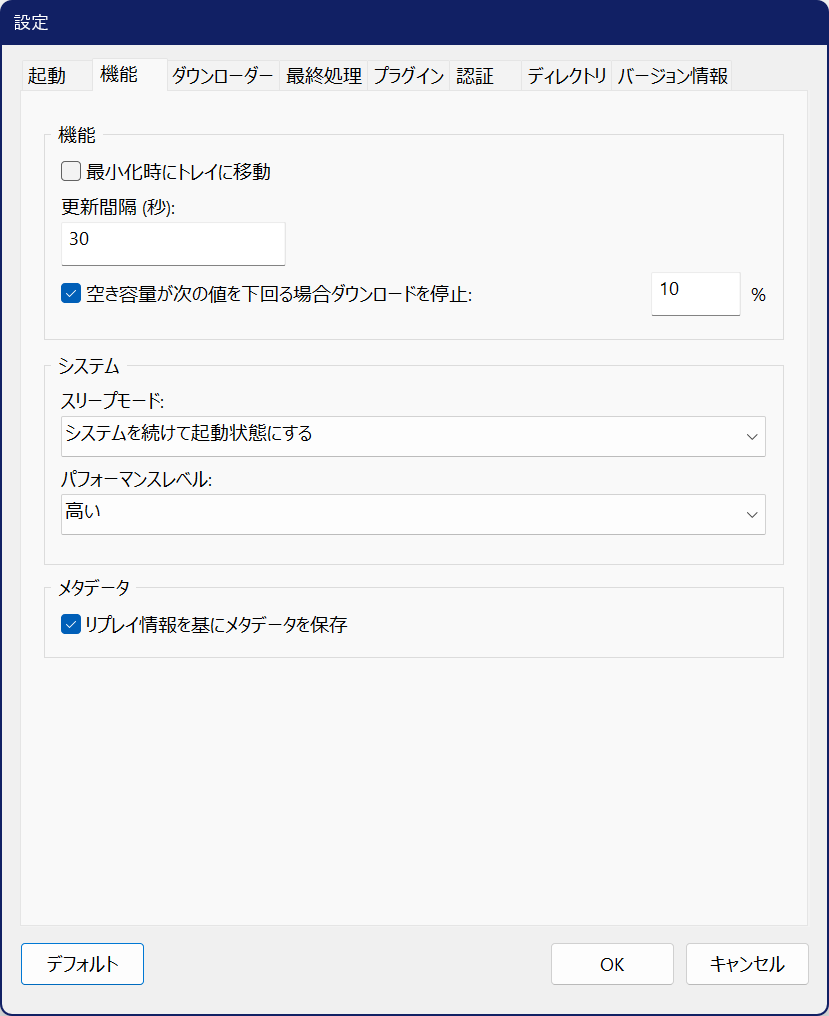 設定
起動 機能 ダウンローダー 最終処理 プラグイン 認証 ディレクトリ バージョン情報
機能
最小化時にトレイに移動
更新間隔 (秒):
30
空き容量が次の値を下回る場合ダウンロードを停止: 10 %
システム
スリープモード:
システムを続けて起動状態にする
パフォーマンスレベル:
高い
メタデータ
リプレイ情報を基にメタデータを保存
デフォルト OK キャンセル